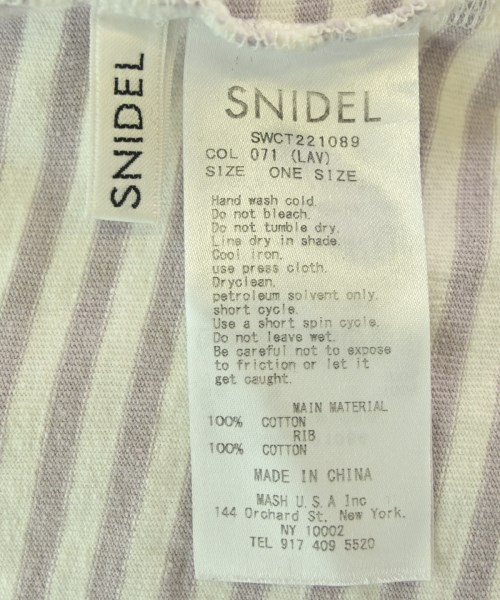 SNIDEL
SNIDEL
SWCT221089
COL 071 (LAV)
SIZE ONE SIZE
Hand wash cold.
Do not bleach.
Do not tumble dry.
Line dry in shade.
Cool iron.
use press cloth.
Dryclean.
petroleum solvent only.
short cycle.
Use a short spin cycle.
Do not leave wet.
Be careful not to expose
to friction or let it
get caught.
MAIN MATERIAL
100% COTTON
RIB
100% COTTON
MADE IN CHINA
MASH U.S.A Inc
144 Orchard St. New York.
NY 10002
TEL 917 409 5520